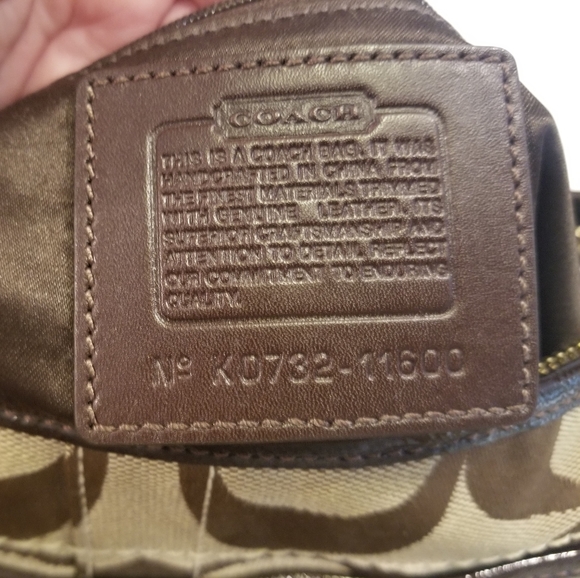 COACH
THIS IS A COACH BAG. IT WAS
HANDCRAFTED IN CHINA FROM
THE FINEST MATERIALS TRIMMED
WITH GENUINE LEATHER. ITS
SUPERIOR CRAFTSMANSHIP AND
ATTENTION TO DETAIL REFLECT
OUR COMMITMENT TO ENDURING
QUALITY.
Nº K0732-11600